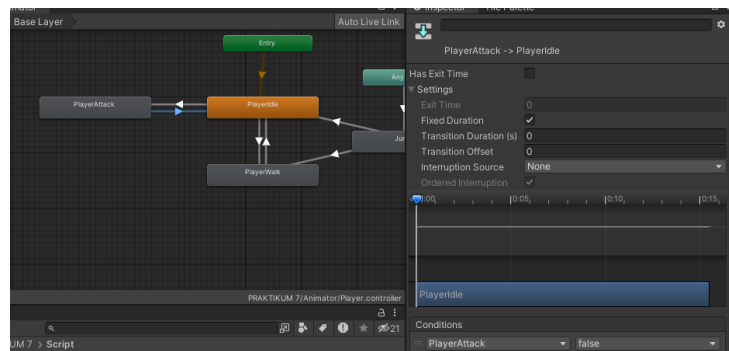 Base Layer
Auto Live Link
Entry
Any
PlayerAttack
PlayerIdle
Jur
PlayerWalk
PRAKTIKUM 7/Animator/Player.controller
21
UM 7 > Script
PlayerAttack -> PlayerIdle
Has Exit Time
Settings
Exit Time
0
Fixed Duration
Transition Duration (s)
0
Transition Offset
0
Interruption Source
None
Ordered Interruption
0:00
0:05
0:10
0:15
PlayerIdle
Conditions
PlayerAttack
false